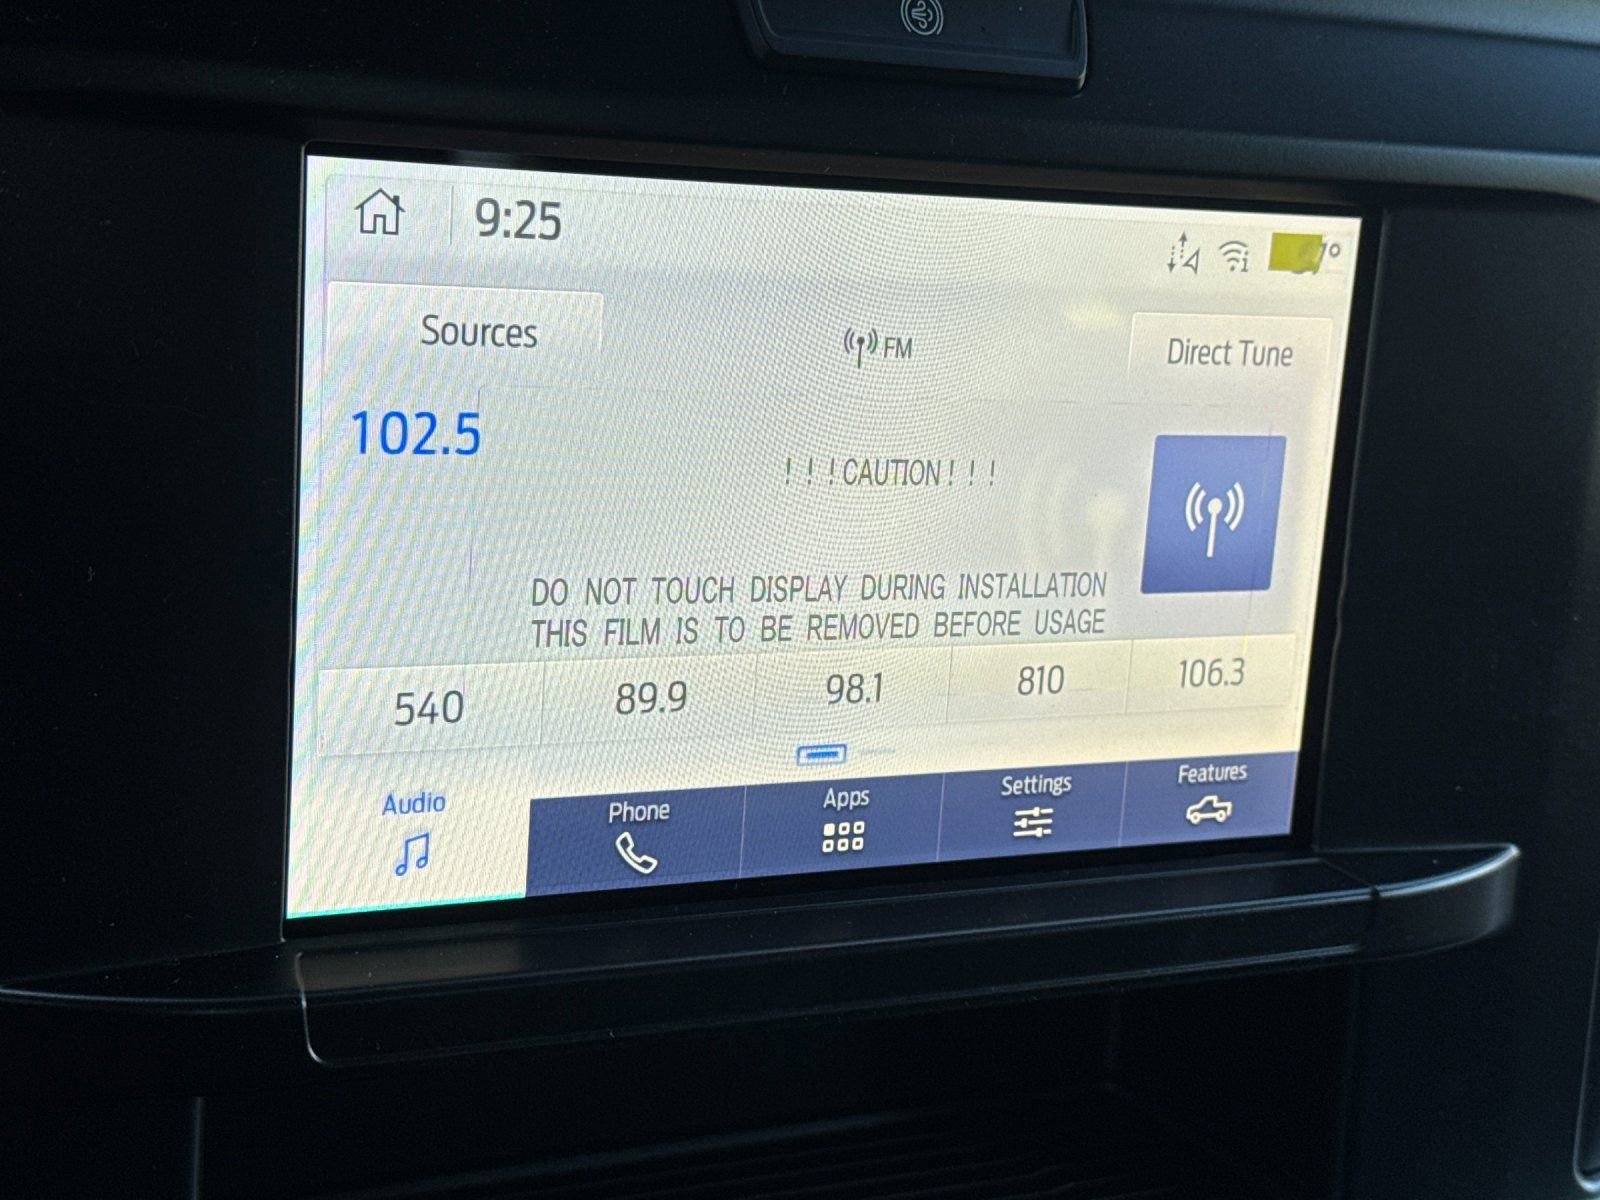 9:25
Sources
FM
Direct Tune
102.5
! ! ! CAUTION ! ! !
DO NOT TOUCH DISPLAY DURING INSTALLATION
THIS FILM IS TO BE REMOVED BEFORE USAGE
540 89.9 98.1 810 106.3
Audio Phone Apps Settings Features